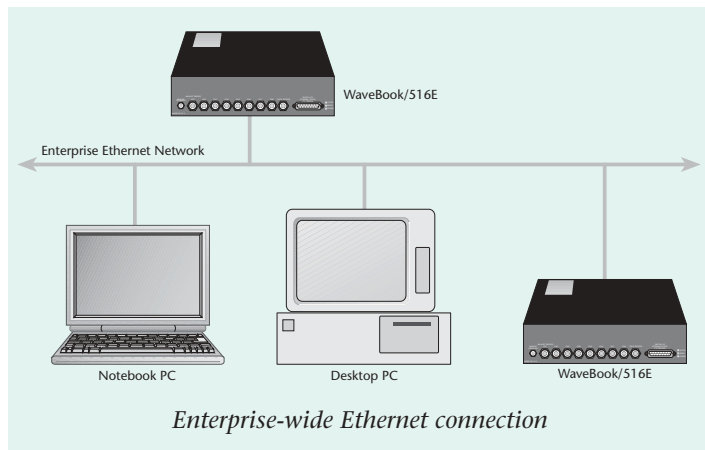 WaveBook/516E
Enterprise Ethernet Network
Notebook PC
Desktop PC
WaveBook/516E
Enterprise-wide Ethernet connection